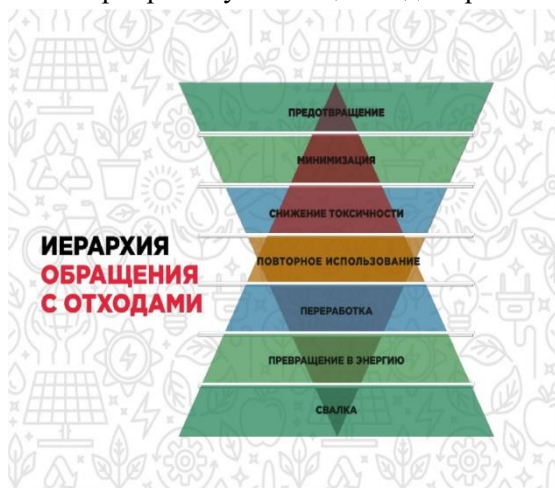 ПРЕДОТВРАЩЕНИЕ
МИНИМИЗАЦИЯ
СНИЖЕНИЕ ТОКСИЧНОСТИ
ИЕРАРХИЯ
ОБРАЩЕНИЯ
С ОТХОДАМИ
ПОВТОРНОЕ ИСПОЛЬЗОВАНИЕ
ПЕРЕРАБОТКА
ПРЕВРАЩЕНИЕ В ЭНЕРГИЮ
СВАЛКА